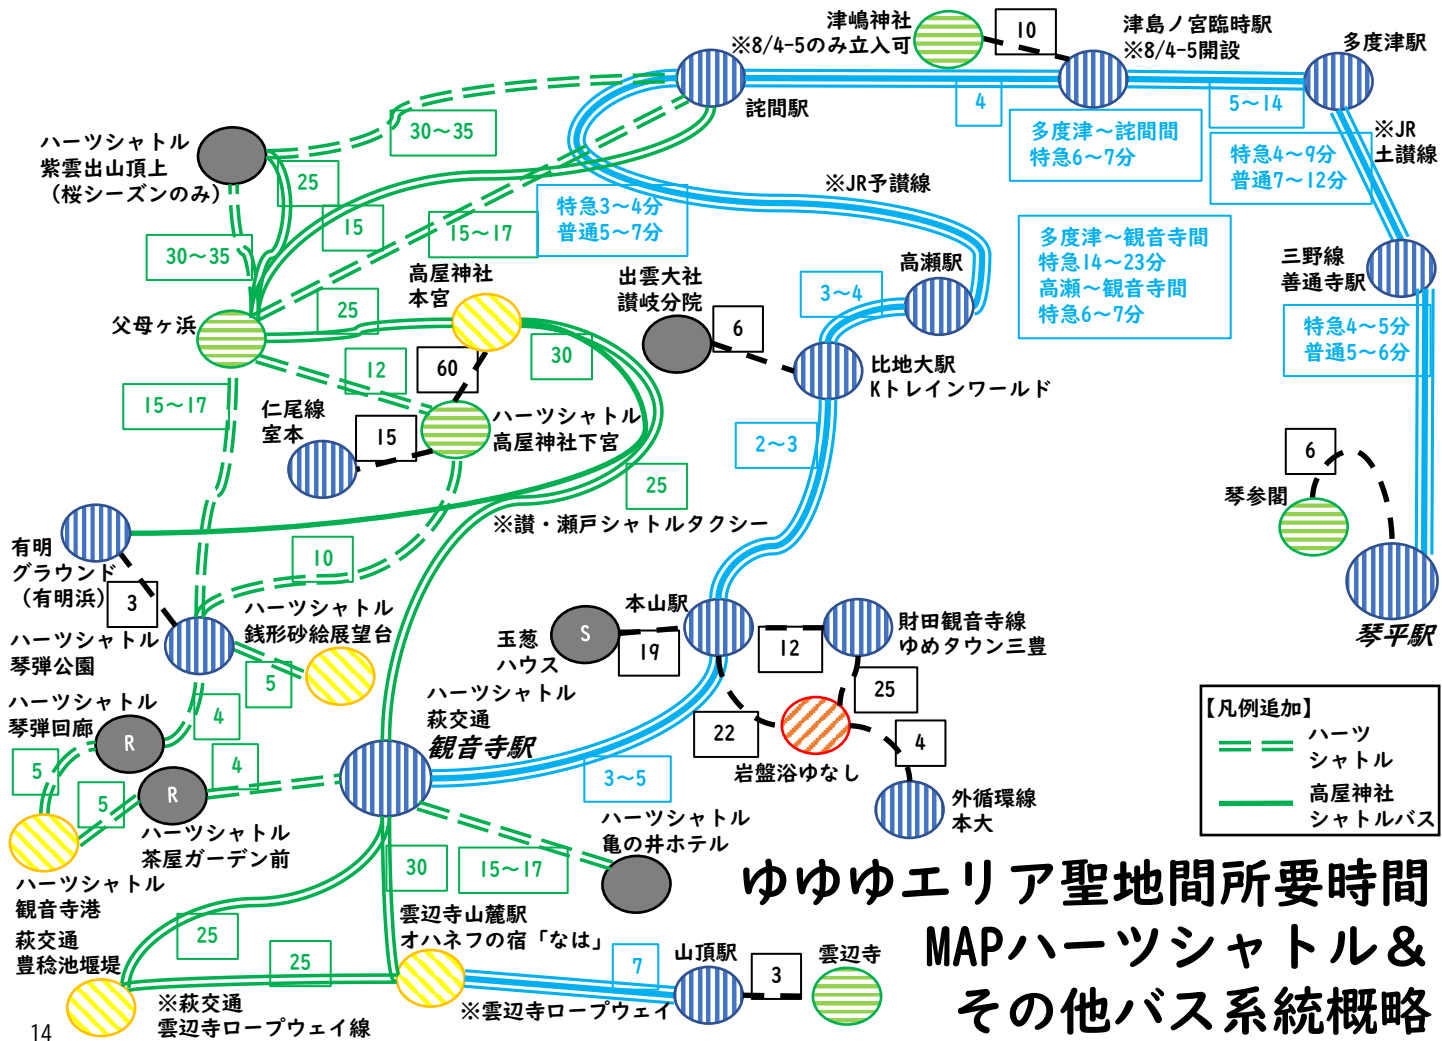 津嶋神社
※8/4-5のみ立入可
10
津島ノ宮臨時駅
※8/4-5開設
多度津駅
詫間駅
4
5～14
多度津～詫間間
特急6～7分
特急4～9分
普通7～12分
※JR
土讃線
ハーツシャトル
紫雲出山頂上
（桜シーズンのみ）
30～35
25
15
30～35
15～17
特急3～4分
普通5～7分
※JR予讃線
多度津～観音寺間
特急14～23分
高瀬～観音寺間
特急6～7分
三野線
善通寺駅
特急4～5分
普通5～6分
父母ヶ浜
25
高屋神社
本宮
出雲大社
讃岐分院
6
3～4
高瀬駅
12
60
30
比地大駅
Kトレインワールド
15～17
仁尾線
室本
15
ハーツシャトル
高屋神社下宮
2～3
6
琴参閣
25
※讃・瀬戸シャトルタクシー
有明
グラウンド
（有明浜）
3
10
ハーツシャトル
銭形砂絵展望台
ハーツシャトル
琴弾公園
5
玉葱
ハウス
S
19
本山駅
12
財田観音寺線
ゆめタウン三豊
琴平駅
25
22
4
岩盤浴ゆなし
外循環線
本大
ハーツシャトル
琴弾回廊
R
4
5
4
5
R
ハーツシャトル
茶屋ガーデン前
ハーツシャトル
萩交通
観音寺駅
3～5
ハーツシャトル
亀の井ホテル
15～17
30
ハーツシャトル
観音寺港
萩交通
豊稔池堰堤
25
25
※萩交通
雲辺寺ロープウェイ線
雲辺寺山麓駅
オハネフの宿「なは」
7
※雲辺寺ロープウェイ
山頂駅
3
雲辺寺
【凡例追加】
ハーツ
シャトル
高屋神社
シャトルバス
ゆゆゆエリア聖地間所要時間
MAPハーツシャトル＆
その他バス系統概略
14